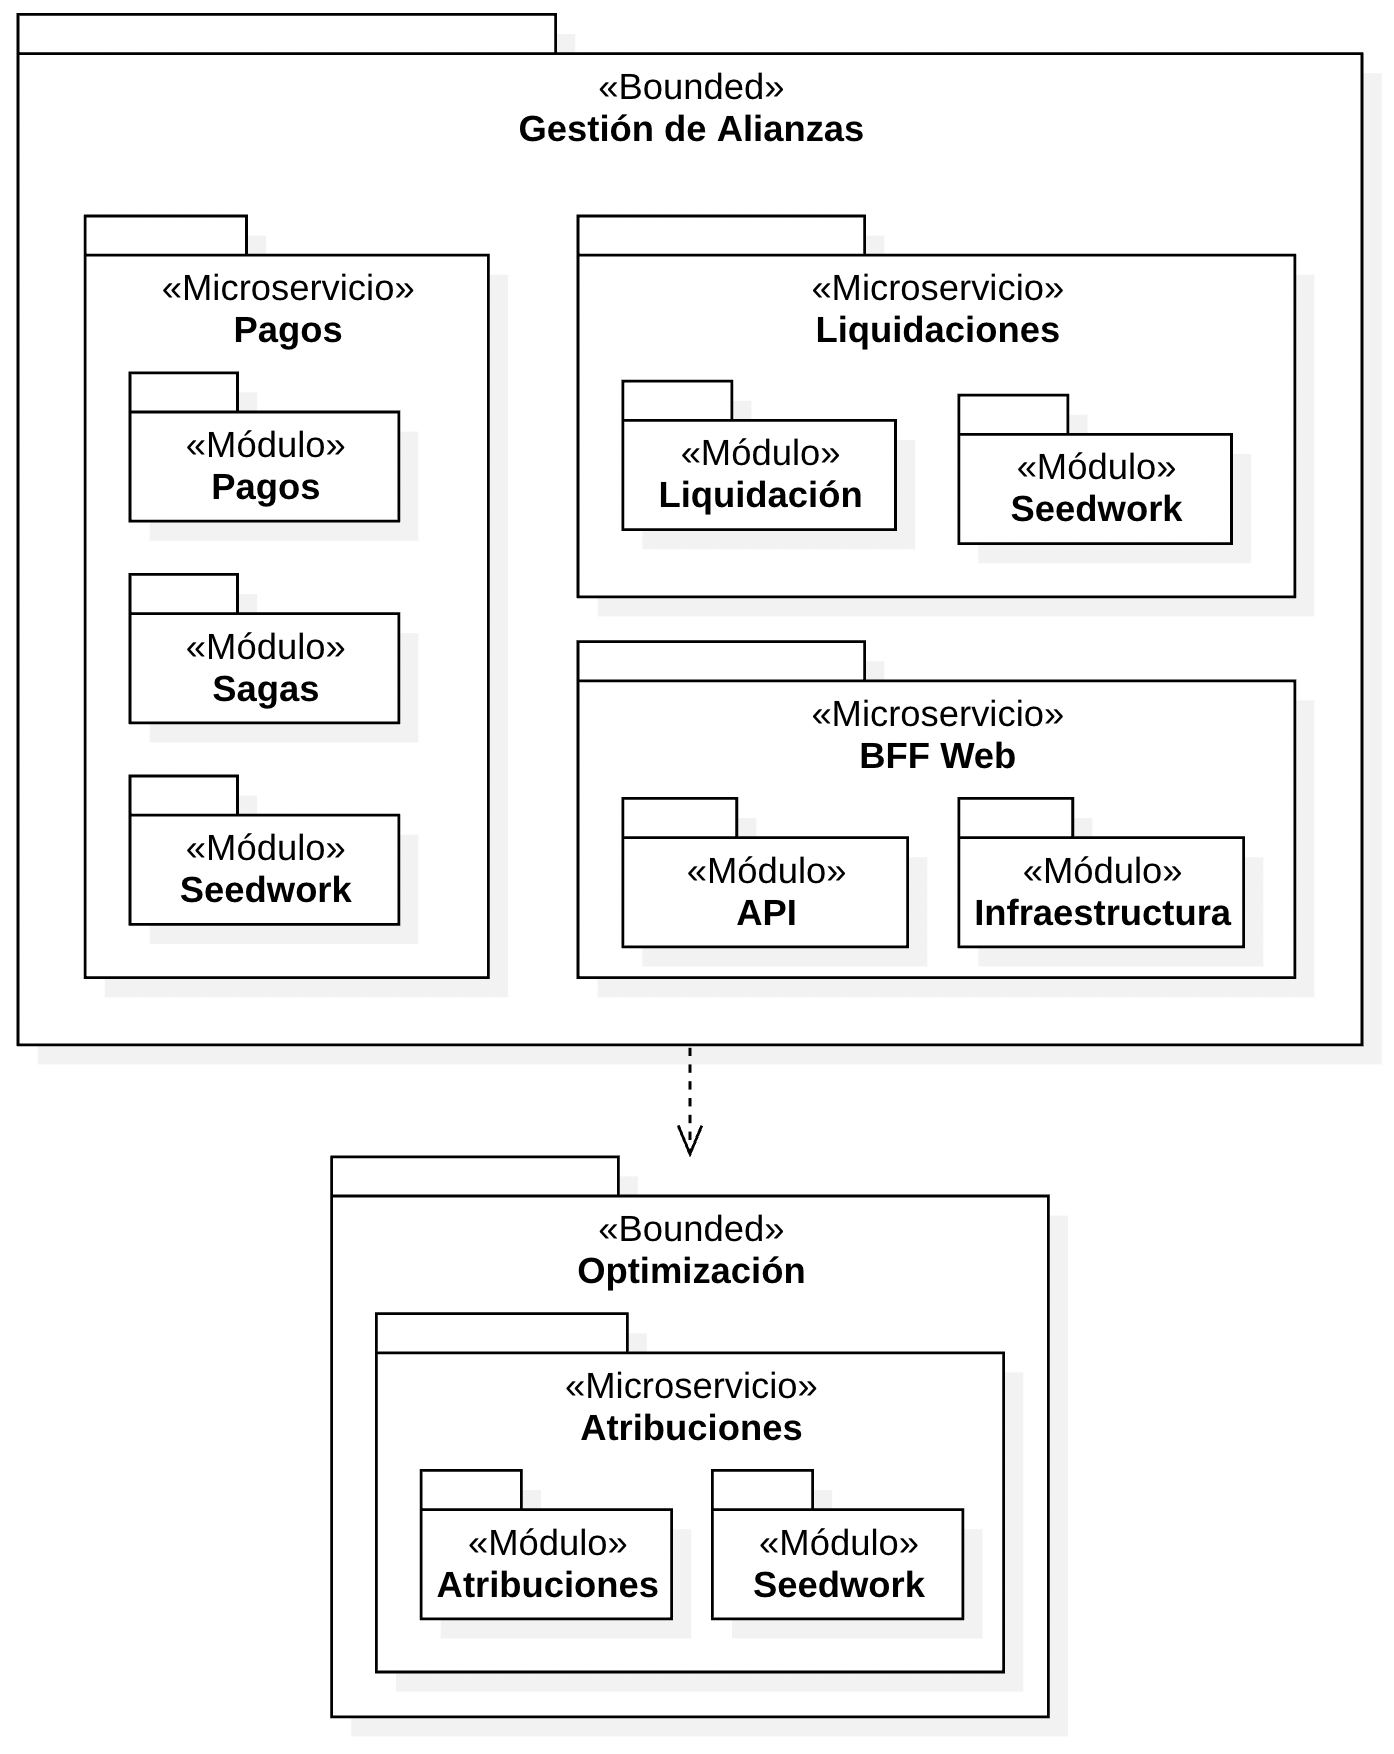 «Bounded»
Gestión de Alianzas
«Microservicio»
Pagos
«Módulo»
Pagos
«Módulo»
Sagas
«Módulo»
Seedwork
«Microservicio»
Liquidaciones
«Módulo»
Liquidación
«Módulo»
Seedwork
«Microservicio»
BFF Web
«Módulo»
API
«Módulo»
Infraestructura
«Bounded»
Optimización
«Microservicio»
Atribuciones
«Módulo»
Atribuciones
«Módulo»
Seedwork